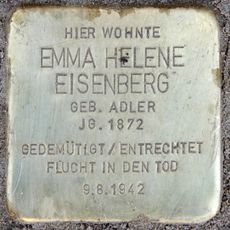 HIER WOHNTE
EMMA HELENE
EISENBERG
GEB. ADLER
JG. 1872
GEDEMÜTIGT / ENTRECHTET
FLUCHT IN DEN TOD
9.8.1942